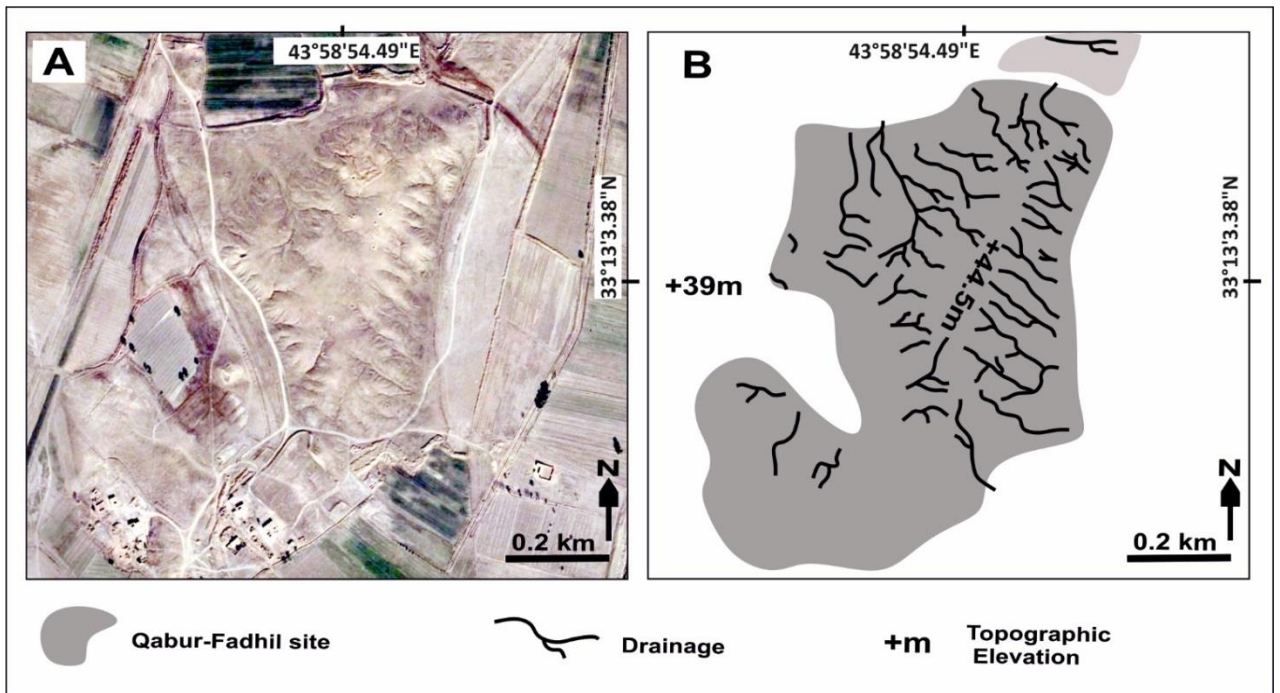 A
43°58'54.49"E
33°13'3.38"N
N
0.2 km
B
43°58'54.49"E
+39m
+44.5m
33°13'3.38"N
N
0.2 km
Qabur-Fadhil site
Drainage
+m
Topographic
Elevation